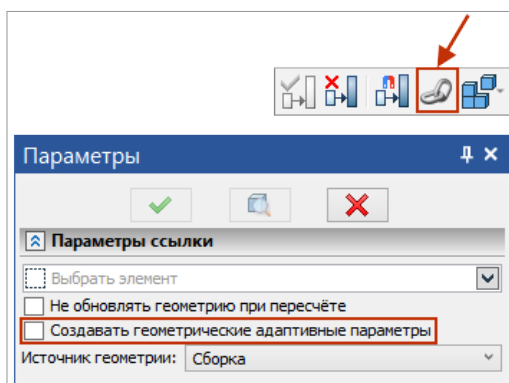 Параметры
Параметры ссылки
Выбрать элемент
Не обновлять геометрию при пересчёте
Создавать геометрические адаптивные параметры
Источник геометрии: Сборка